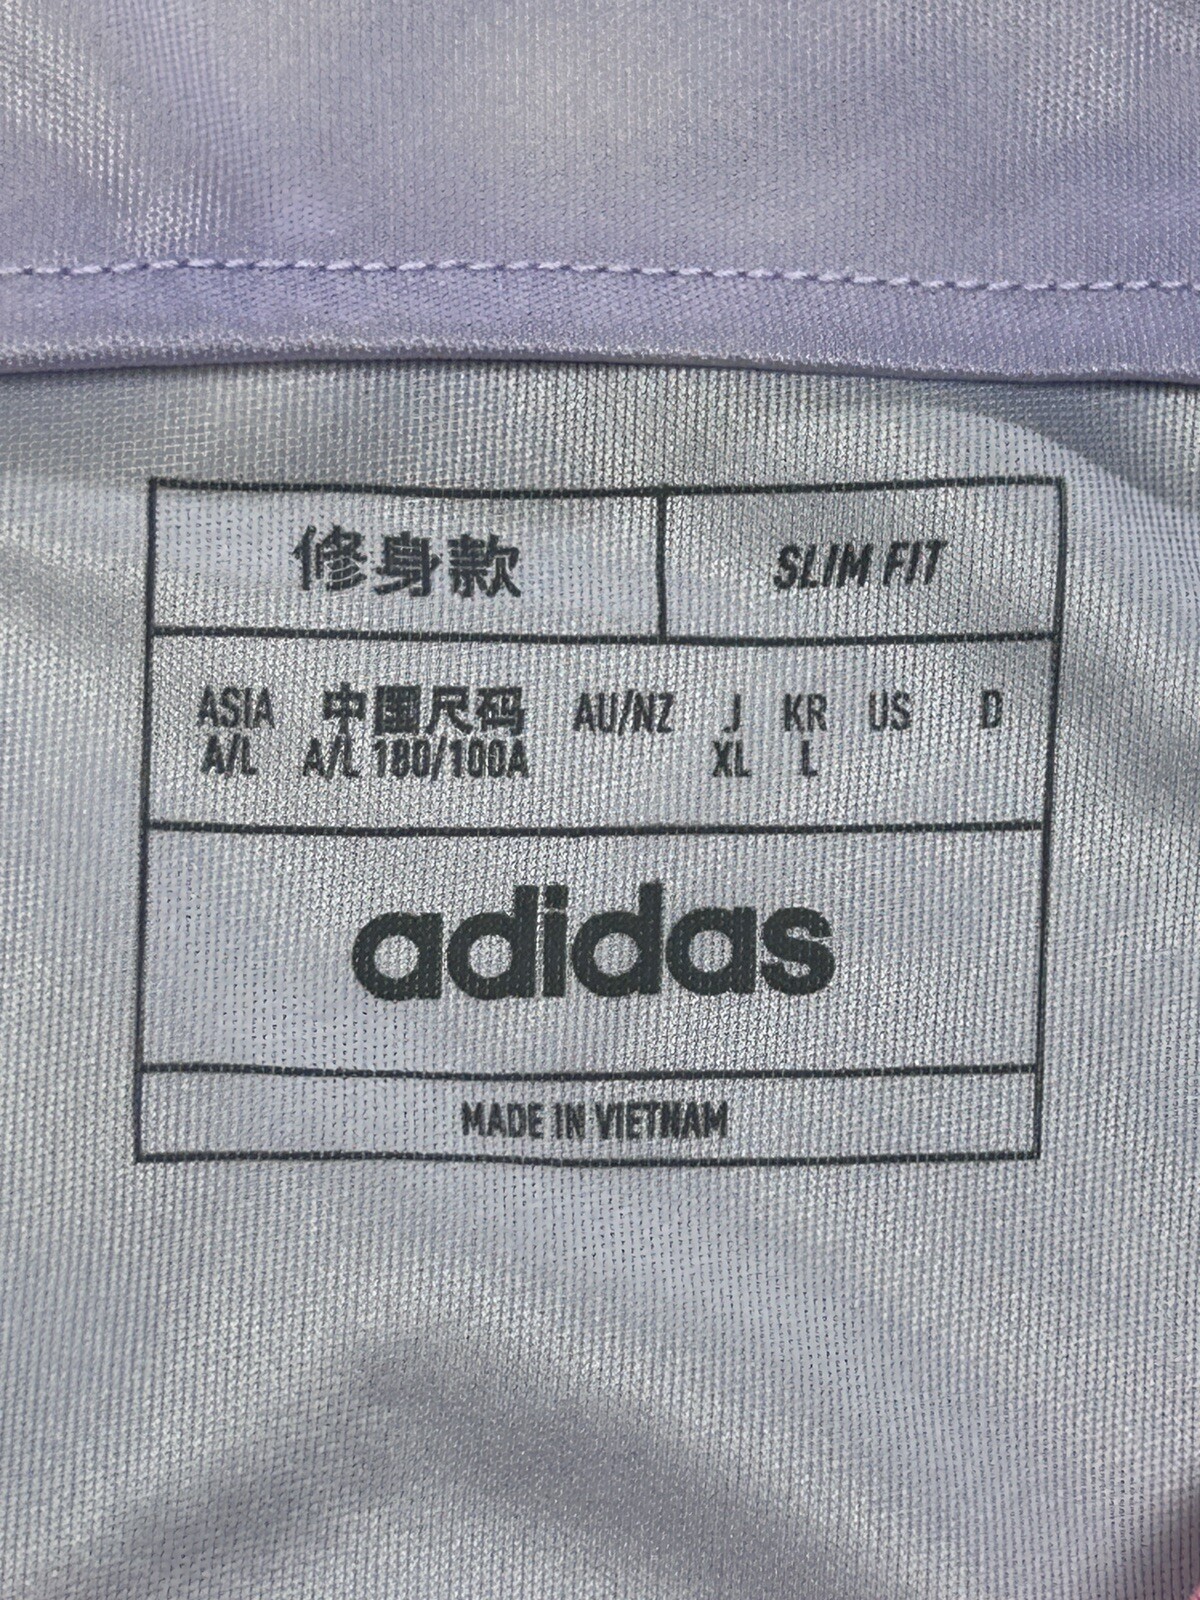 修身款 SLIM FIT
ASIA 中国尺码 AU/NZ J KR US D
A/L A/L 180/100A XL L
adidas
MADE IN VIETNAM